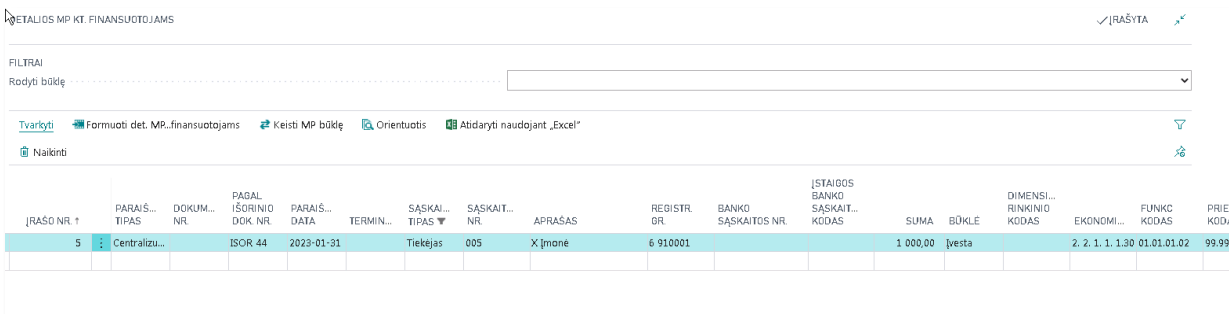 DETALIOS MP KT. FINANSUOTOJAMS
ĮRAŠYTA
FILTRAI
Rodyti būklę
Tvarkyti Formuoti det. MP...finansuotojams Keisti MP būklę Orientuotis Atidaryti naudojant „Excel“
Naikinti
ĮRAŠO NR. ↑ PARAIŠ... TIPAS DOKUM... NR. PAGAL IŠORINIO DOK. NR. PARAIŠ... DATA TERMIN... SĄSKAI... TIPAS SĄSKAIT... NR. APRAŠAS REGISTR. GR. BANKO SĄSKAITOS NR. ĮSTAIGOS BANKO SĄSKAIT... KODAS SUMA BŪKLĖ DIMENSI... RINKINIO KODAS EKONOMI... FUNKC KODAS PRIE KODA
5 Centralizu... ISOR 44 2023-01-31 Tiekėjas 005 X Įmonė 6 910001 1 000,00 Įvesta 2. 2. 1. 1. 1.30 01.01.01.02 99.99